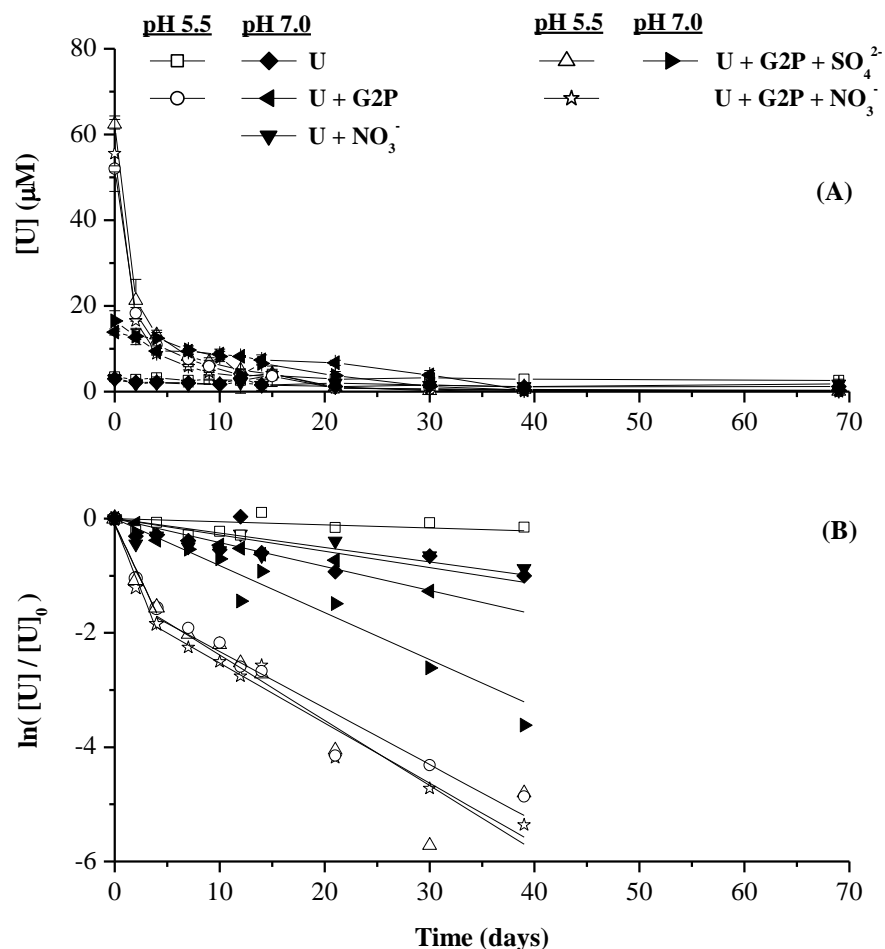 pH 5.5 pH 7.0 pH 5.5 pH 7.0
U U + G2P + SO₄²⁻
U + G2P U + G2P + NO₃⁻
U + NO₃⁻
80
60
40
20
0
[U] (µM)
(A)
0 10 20 30 40 50 60 70
0
-2
-4
-6
ln( [U] / [U]₀ )
(B)
0 10 20 30 40 50 60 70
Time (days)